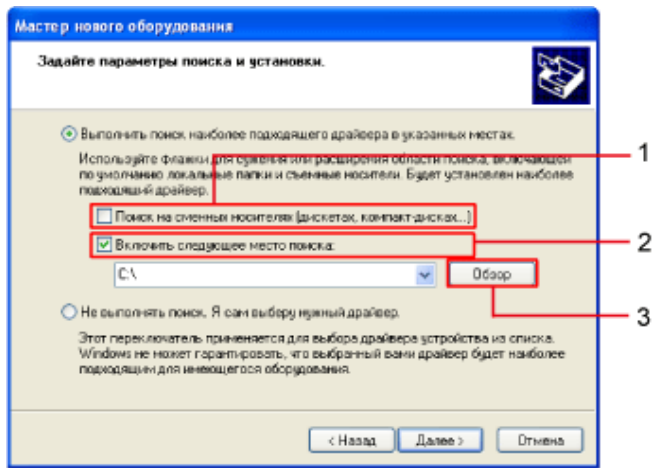 Мастер нового оборудования
Задайте параметры поиска и установки.
Выполнить поиск наиболее подходящего драйвера в указанных местах.
Используйте флажки для сужения или расширения области поиска, включающей
по умолчанию локальные папки и съемные носители. Будет установлен наиболее
подходящий драйвер.
1
Поиск на сменных носителях (дискетах, компакт-дисках...)
Включить следующее место поиска:
2
C:\
Обзор
3
Не выполнять поиск. Я сам выберу нужный драйвер.
Этот переключатель применяется для выбора драйвера устройства из списка.
Windows не может гарантировать, что выбранный вами драйвер будет наиболее
подходящим для имеющегося оборудования.
< Назад
Далее >
Отмена